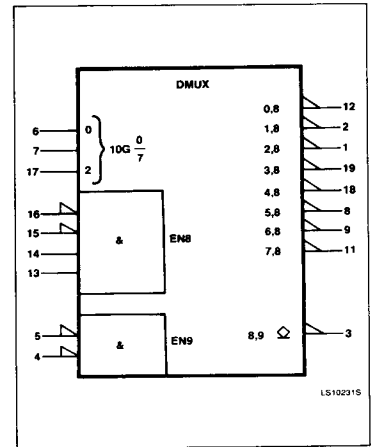 DMUX
6 0 0,8 12
7 10G 0/7 1,8 2
17 2 2,8 1
3,8 19
16 4,8 18
15 & EN8 5,8 8
14 6,8 9
13 7,8 11
5 & EN9 8,9 3
4
LS10231S